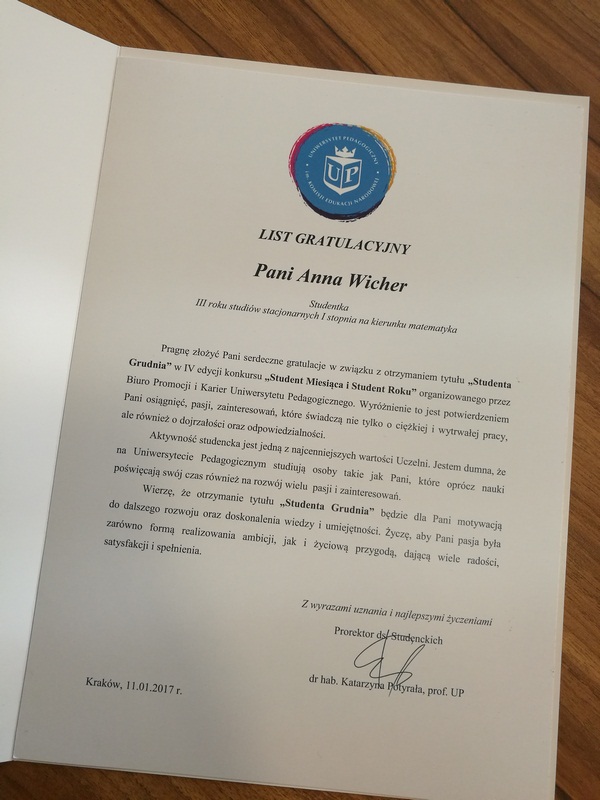 UNIWERSYTET PEDAGOGICZNY
im. KOMISJI EDUKACJI NARODOWEJ
UP
LIST GRATULACYJNY
Pani Anna Wicher
Studentka
III roku studiów stacjonarnych I stopnia na kierunku matematyka
Pragnę złożyć Pani serdeczne gratulacje w związku z otrzymaniem tytułu „Studenta
Grudnia” w IV edycji konkursu „Student Miesiąca i Student Roku” organizowanego przez
Biuro Promocji i Karier Uniwersytetu Pedagogicznego. Wyróżnienie to jest potwierdzeniem
Pani osiągnięć, pasji, zainteresowań, które świadczą nie tylko o ciężkiej i wytrwałej pracy,
ale również o dojrzałości oraz odpowiedzialności.
Aktywność studencka jest jedną z najcenniejszych wartości Uczelni. Jestem dumna, że
na Uniwersytecie Pedagogicznym studiują osoby takie jak Pani, które oprócz nauki
poświęcają swój czas również na rozwój wielu pasji i zainteresowań.
Wierzę, że otrzymanie tytułu „Studenta Grudnia” będzie dla Pani motywacją
do dalszego rozwoju oraz doskonalenia wiedzy i umiejętności. Życzę, aby Pani pasja była
zarówno formą realizowania ambicji, jak i życiową przygodą, dającą wiele radości,
satysfakcji i spełnienia.
Z wyrazami uznania i najlepszymi życzeniami
Prorektor ds. Studenckich
dr hab. Katarzyna Potyrała, prof. UP
Kraków, 11.01.2017 r.